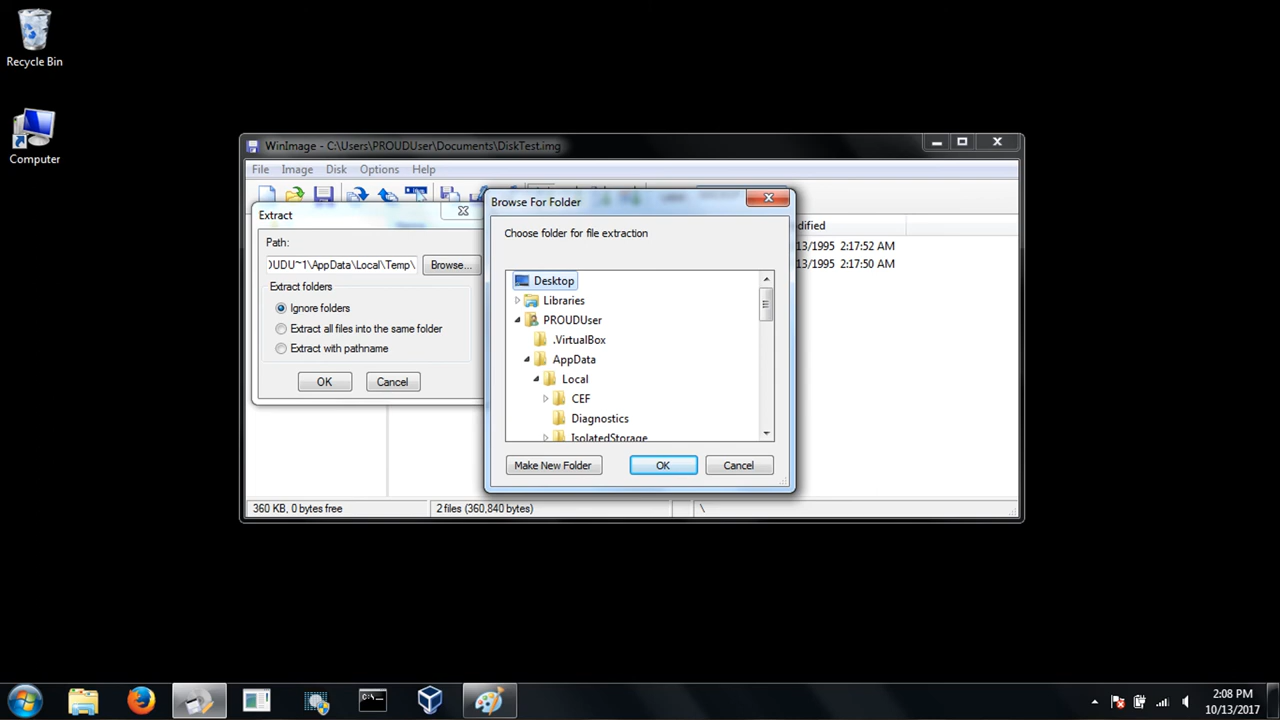 Recycle Bin
Computer
WinImage - C:\Users\PROUDUser\Documents\DiskTest.img
File Image Disk Options Help
Extract
Path:
)UDU~1\AppData\Local\Temp\
Browse...
Extract folders
Ignore folders
Extract all files into the same folder
Extract with pathname
OK Cancel
Browse For Folder
Choose folder for file extraction
Desktop
Libraries
PROUDUser
.VirtualBox
AppData
Local
CEF
Diagnostics
IsolatedStorage
Make New Folder OK Cancel
dified
13/1995 2:17:52 AM
13/1995 2:17:50 AM
360 KB, 0 bytes free 2 files (360,840 bytes) \
2:08 PM
10/13/2017